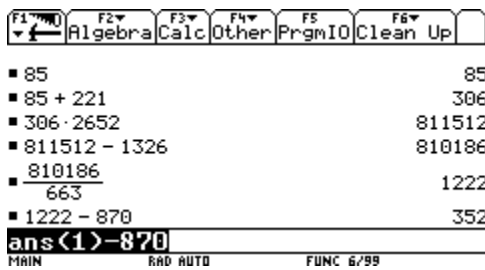 F1 F2 Algebra F3 Calc F4 Other F5 PrgmIO F6 Clean Up
85 85
85 + 221 306
306·2652 811512
811512 − 1326 810186
810186
663 1222
1222 − 870 352
ans(1)-870
MAIN RAD AUTO FUNC 6/99